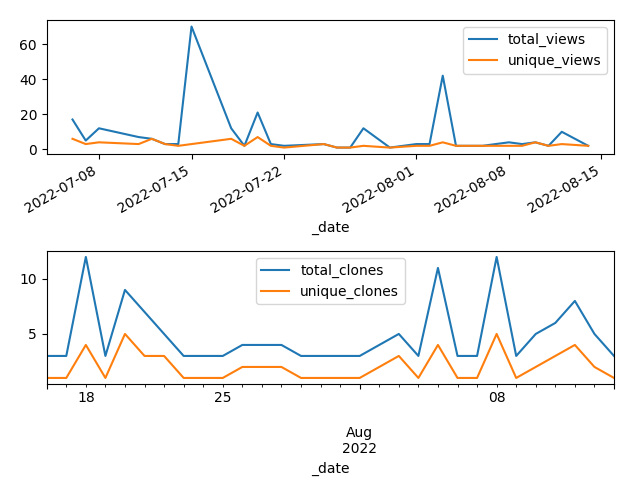 60
40
20
0
total_views
unique_views
2022-07-08
2022-07-15
2022-07-22
2022-08-01
2022-08-08
2022-08-15
_date
10
5
total_clones
unique_clones
18
25
08
Aug
2022
_date